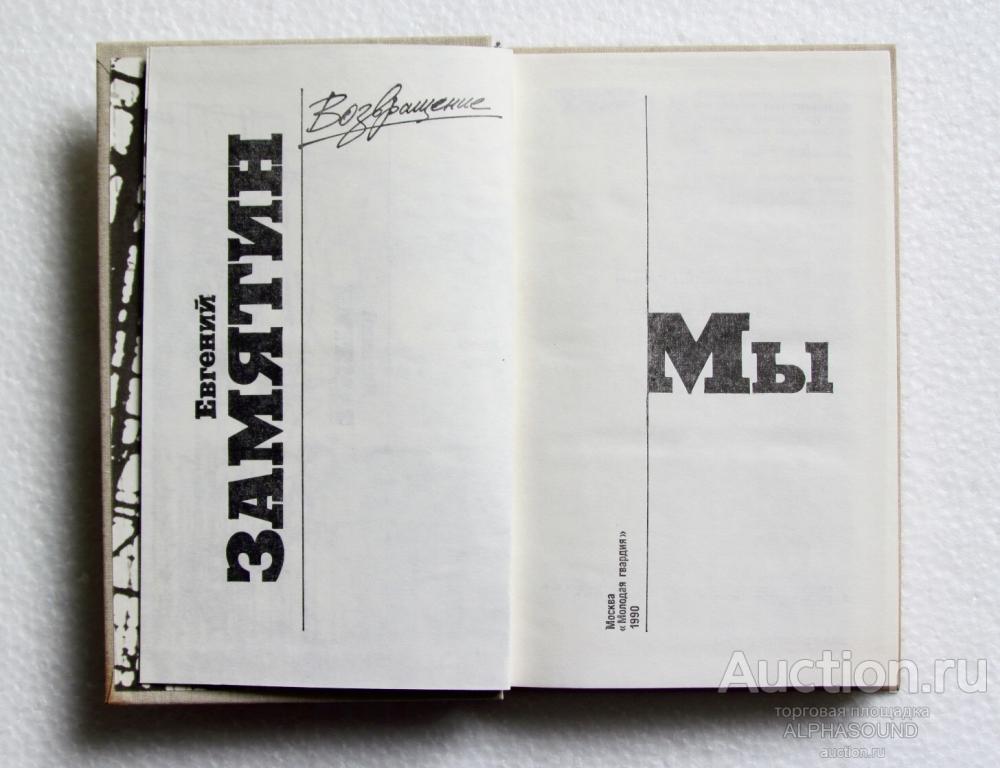 Евгений
ЗАМЯТИН
Возвращение
Мы
Москва
«Молодая гвардия»
1990
Auction.ru
торговая площадка
ALPHASOUND
auction.ru